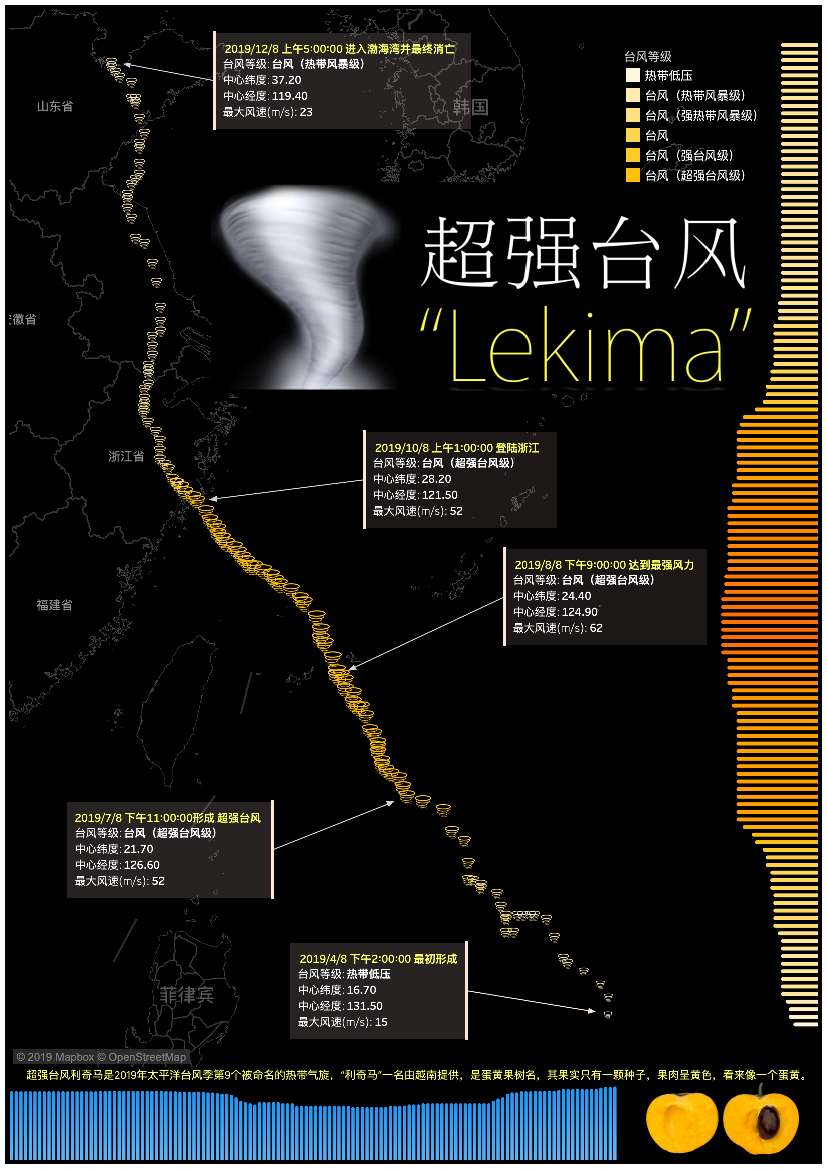 2019/12/8 上午5:00:00 进入渤海湾并最终消亡
台风等级: 台风（热带风暴级）
中心纬度: 37.20
中心经度: 119.40
最大风速(m/s): 23
山东省
韩国
台风等级
热带低压
台风（热带风暴级）
台风（强热带风暴级）
台风
台风（强台风级）
台风（超强台风级）
超强台风
“Lekima”
徽省
浙江省
2019/10/8 上午1:00:00 登陆浙江
台风等级: 台风（超强台风级）
中心纬度: 28.20
中心经度: 121.50
最大风速(m/s): 52
2019/8/8 下午9:00:00 达到最强风力
台风等级: 台风（超强台风级）
中心纬度: 24.40
中心经度: 124.90
最大风速(m/s): 62
福建省
2019/7/8 下午11:00:00形成 超强台风
台风等级: 台风（超强台风级）
中心纬度: 21.70
中心经度: 126.60
最大风速(m/s): 52
2019/4/8 下午2:00:00 最初形成
台风等级: 热带低压
中心纬度: 16.70
中心经度: 131.50
最大风速(m/s): 15
菲律宾
© 2019 Mapbox © OpenStreetMap
超强台风利奇马是2019年太平洋台风季第9个被命名的热带气旋，“利奇马”一名由越南提供，是蛋黄果树名，其果实只有一颗种子，果肉呈黄色，看来像一个蛋黄。